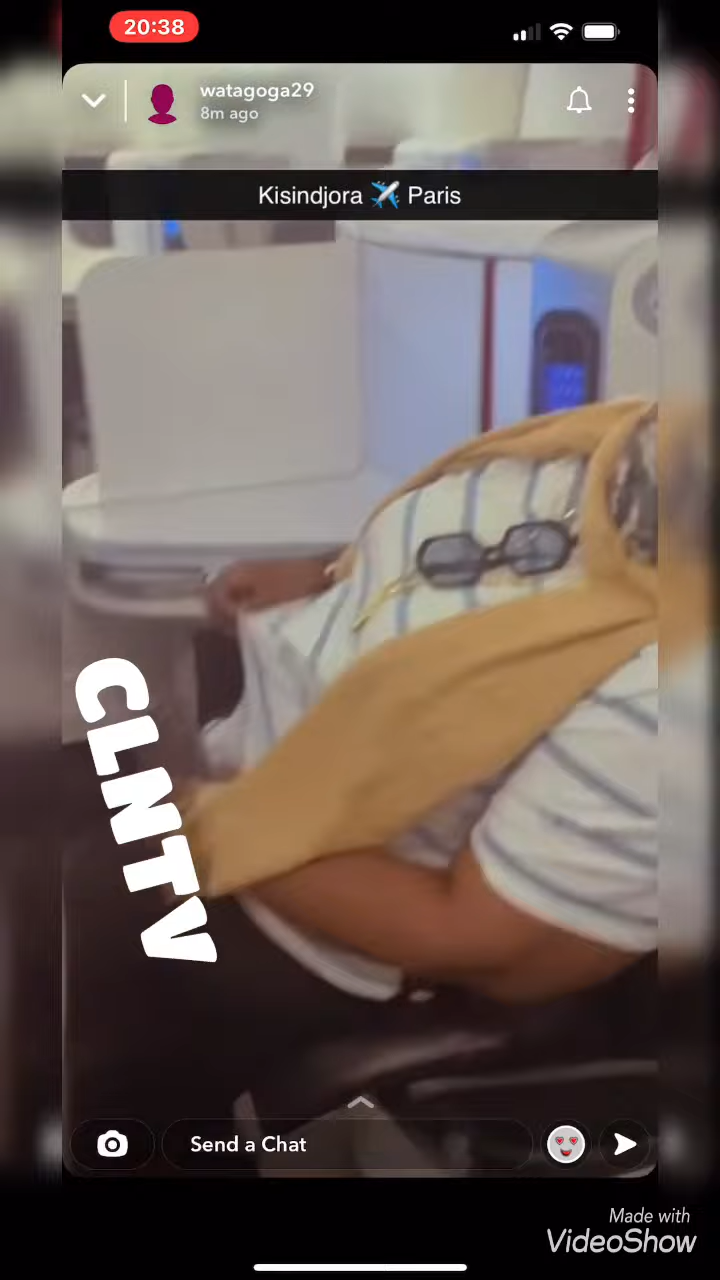 20:38
watagoga29
8m ago
Kisindjora ✈️ Paris
CLNTV
Send a Chat
Made with
VideoShow